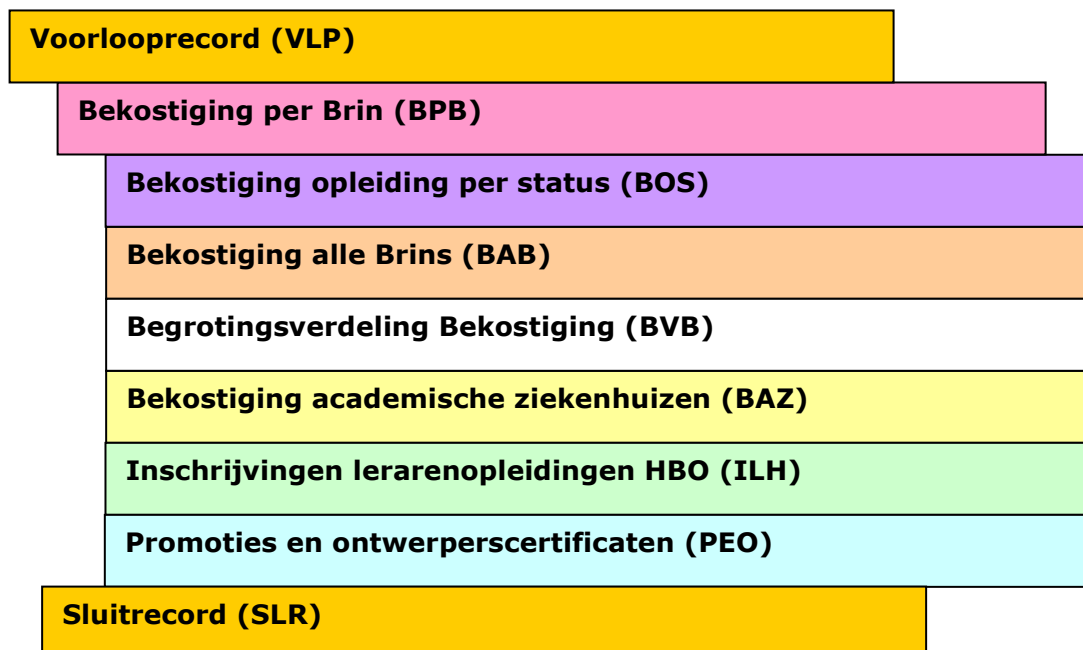 Voorlooprecord (VLP)
Bekostiging per Brin (BPB)
Bekostiging opleiding per status (BOS)
Bekostiging alle Brins (BAB)
Begrotingsverdeling Bekostiging (BVB)
Bekostiging academische ziekenhuizen (BAZ)
Inschrijvingen lerarenopleidingen HBO (ILH)
Promoties en ontwerperscertificaten (PEO)
Sluitrecord (SLR)